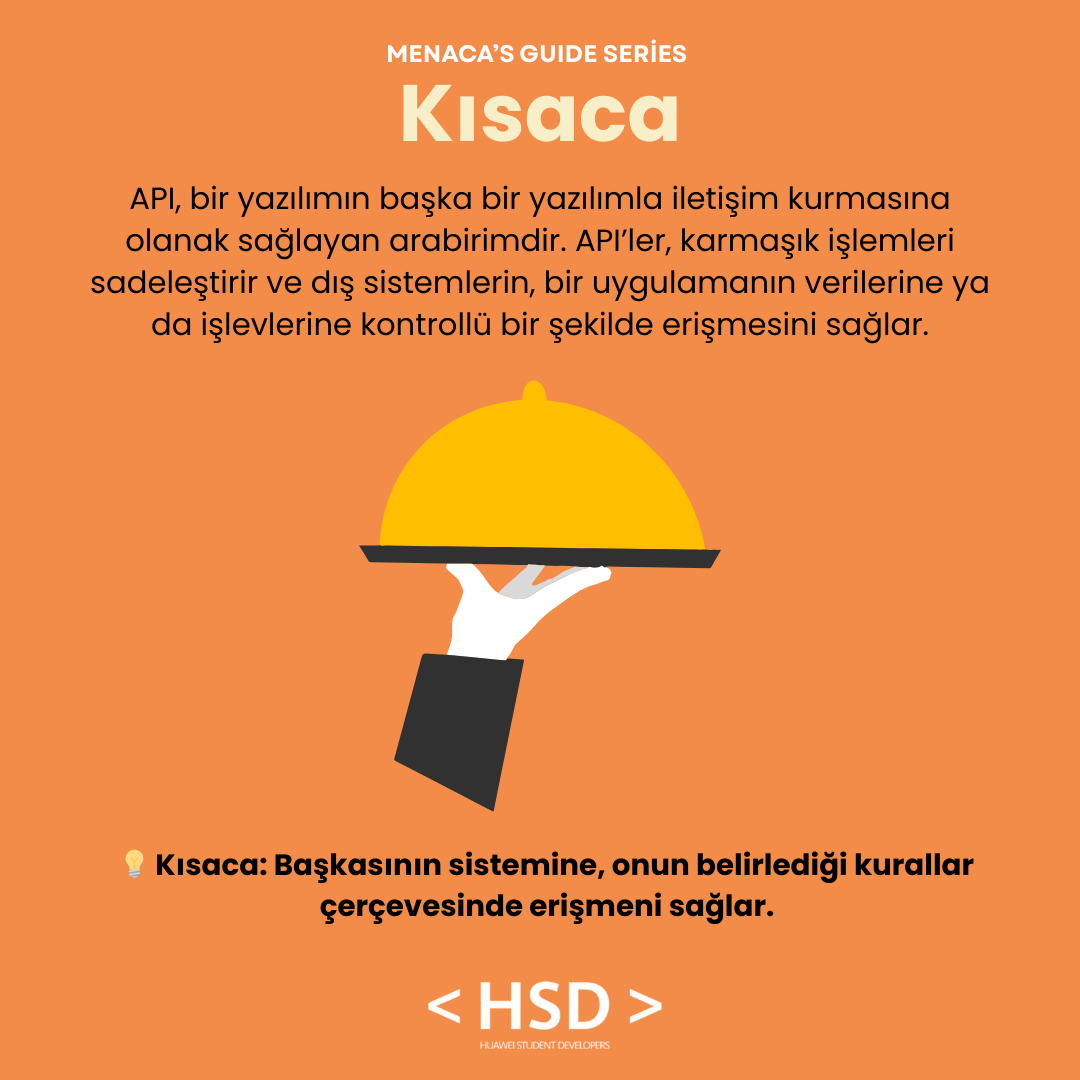 MENACA’S GUIDE SERİES
Kısaca
API, bir yazılımın başka bir yazılımla iletişim kurmasına
olanak sağlayan arabirimdir. API’ler, karmaşık işlemleri
sadeleştirir ve dış sistemlerin, bir uygulamanın verilerine ya
da işlevlerine kontrollü bir şekilde erişmesini sağlar.
💡 Kısaca: Başkasının sistemine, onun belirlediği kurallar
çerçevesinde erişmeni sağlar.
< HSD >
HUAWEI STUDENT DEVELOPERS